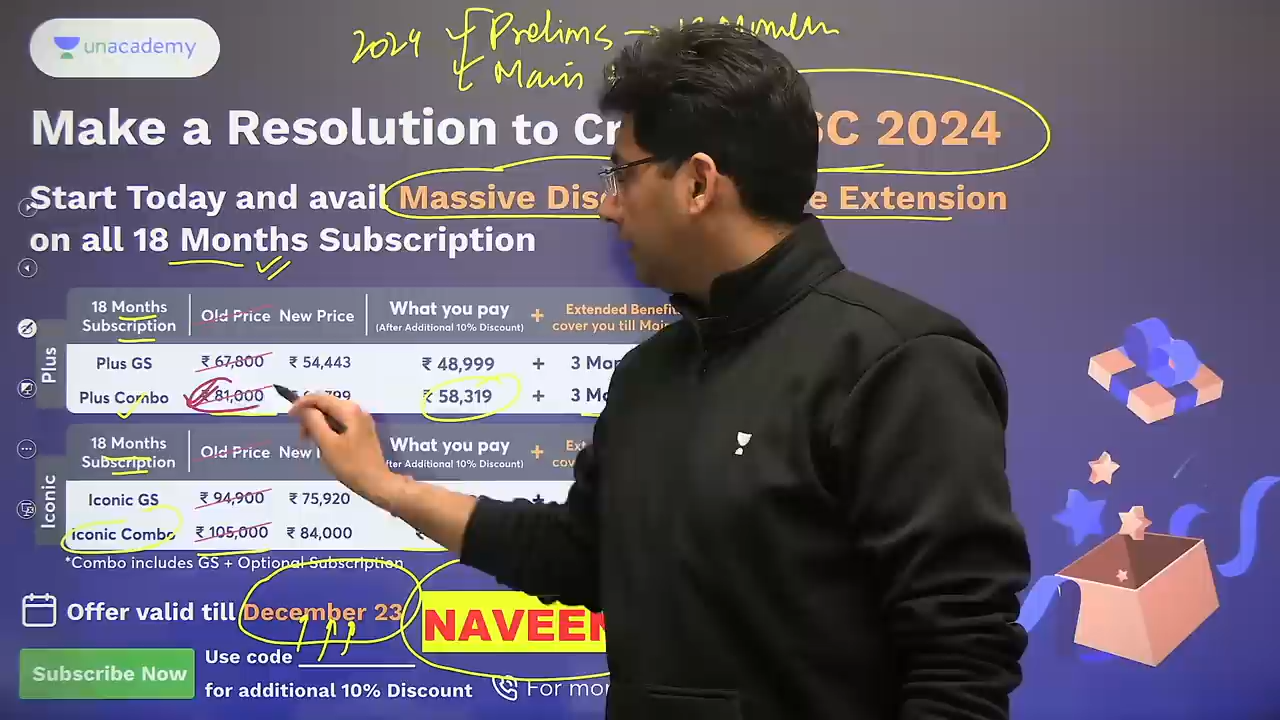 unacademy
2024 Prelims →
Mains
Make a Resolution to Cr SC 2024
Start Today and avail Massive Dis e Extension
on all 18 Months Subscription
Plus
18 Months Subscription Old Price New Price What you pay (After Additional 10% Discount) + Extended Benefit cover you till Main
Plus GS ₹ 67,800 ₹ 54,443 ₹ 48,999 + 3 Mon
Plus Combo ₹ 81,000 799 ₹ 58,319 + 3 Mo
Iconic
18 Months Subscription Old Price New What you pay After Additional 10% Discount) +
Iconic GS ₹ 94,900 ₹ 75,920
Iconic Combo ₹ 105,000 ₹ 84,000 ₹
*Combo includes GS + Optional Subscription
Offer valid till December 23 NAVEEN
Subscribe Now
Use code
for additional 10% Discount
For mor